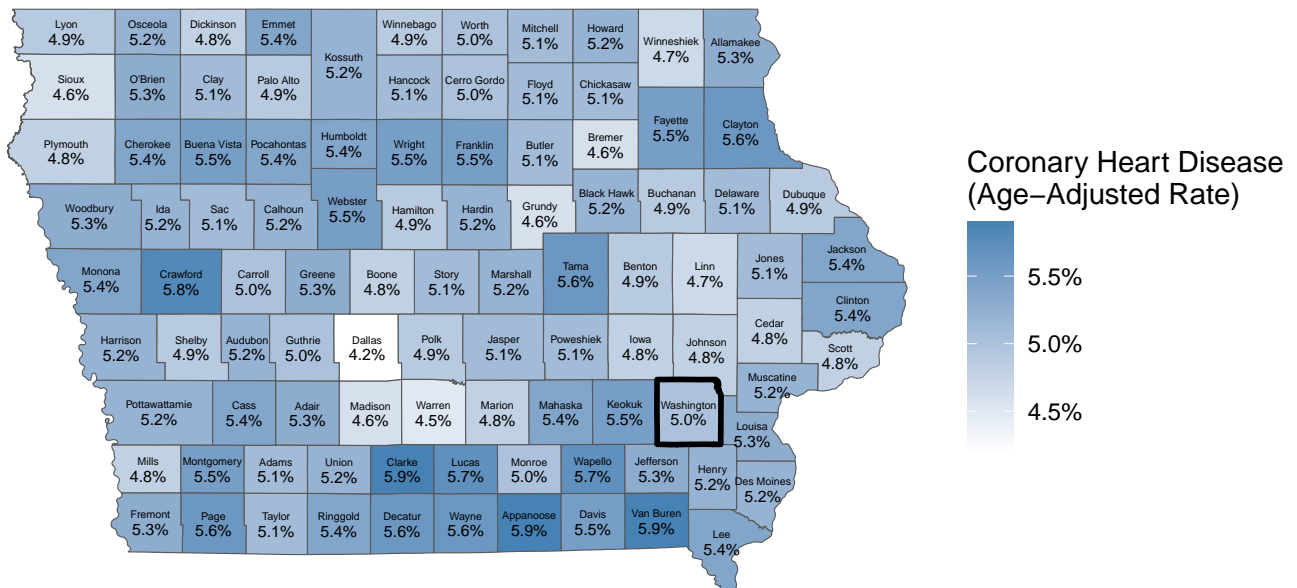 Lyon
4.9%
Osceola
5.2%
Dickinson
4.8%
Emmet
5.4%
Kossuth
5.2%
Winnebago
4.9%
Worth
5.0%
Mitchell
5.1%
Howard
5.2%
Winneshiek
4.7%
Allamakee
5.3%
Sioux
4.6%
O'Brien
5.3%
Clay
5.1%
Palo Alto
4.9%
Hancock
5.1%
Cerro Gordo
5.0%
Floyd
5.1%
Chickasaw
5.1%
Fayette
5.5%
Clayton
5.6%
Plymouth
4.8%
Cherokee
5.4%
Buena Vista
5.5%
Pocahontas
5.4%
Humboldt
5.4%
Wright
5.5%
Franklin
5.5%
Butler
5.1%
Bremer
4.6%
Coronary Heart Disease
(Age−Adjusted Rate)
5.5%
5.0%
4.5%
Woodbury
5.3%
Ida
5.2%
Sac
5.1%
Calhoun
5.2%
Webster
5.5%
Hamilton
4.9%
Hardin
5.2%
Grundy
4.6%
Black Hawk
5.2%
Buchanan
4.9%
Delaware
5.1%
Dubuque
4.9%
Monona
5.4%
Crawford
5.8%
Carroll
5.0%
Greene
5.3%
Boone
4.8%
Story
5.1%
Marshall
5.2%
Tama
5.6%
Benton
4.9%
Linn
4.7%
Jones
5.1%
Jackson
5.4%
Clinton
5.4%
Harrison
5.2%
Shelby
4.9%
Audubon
5.2%
Guthrie
5.0%
Dallas
4.2%
Polk
4.9%
Jasper
5.1%
Poweshiek
5.1%
Iowa
4.8%
Johnson
4.8%
Cedar
4.8%
Scott
4.8%
Muscatine
5.2%
Pottawattamie
5.2%
Cass
5.4%
Adair
5.3%
Madison
4.6%
Warren
4.5%
Marion
4.8%
Mahaska
5.4%
Keokuk
5.5%
Washington
5.0%
Louisa
5.3%
Mills
4.8%
Montgomery
5.5%
Adams
5.1%
Union
5.2%
Clarke
5.9%
Lucas
5.7%
Monroe
5.0%
Wapello
5.7%
Jefferson
5.3%
Henry
5.2%
Des Moines
5.2%
Fremont
5.3%
Page
5.6%
Taylor
5.1%
Ringgold
5.4%
Decatur
5.6%
Wayne
5.6%
Appanoose
5.9%
Davis
5.5%
Van Buren
5.9%
Lee
5.4%